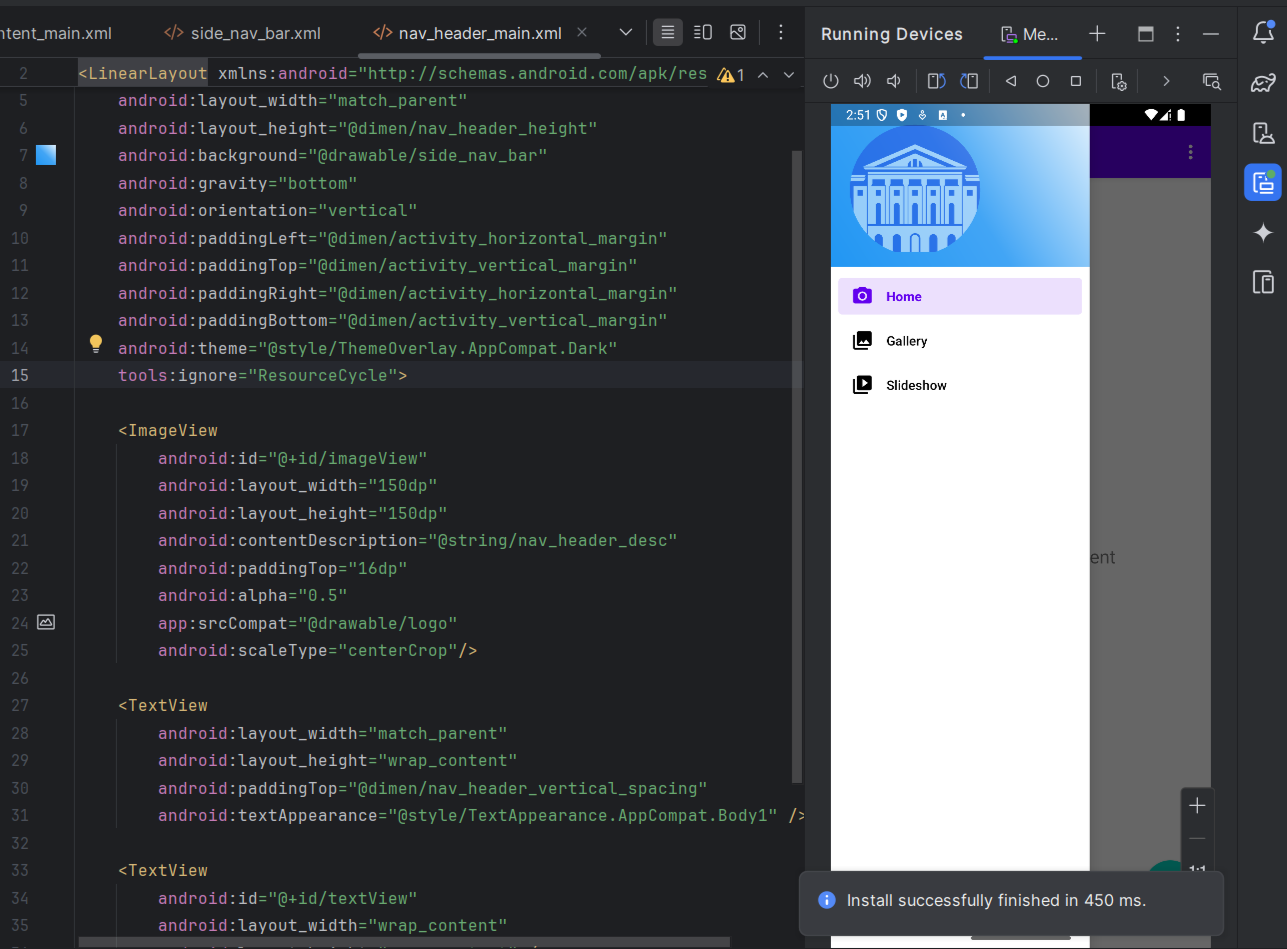 ntent_main.xml
side_nav_bar.xml
nav_header_main.xml
Running Devices
Me...
2 <LinearLayout xmlns:android="http://schemas.android.com/apk/res
1
5 android:layout_width="match_parent"
6 android:layout_height="@dimen/nav_header_height"
7 android:background="@drawable/side_nav_bar"
8 android:gravity="bottom"
9 android:orientation="vertical"
10 android:paddingLeft="@dimen/activity_horizontal_margin"
11 android:paddingTop="@dimen/activity_vertical_margin"
12 android:paddingRight="@dimen/activity_horizontal_margin"
13 android:paddingBottom="@dimen/activity_vertical_margin"
14 android:theme="@style/ThemeOverlay.AppCompat.Dark"
15 tools:ignore="ResourceCycle">
16
17 <ImageView
18 android:id="@+id/imageView"
19 android:layout_width="150dp"
20 android:layout_height="150dp"
21 android:contentDescription="@string/nav_header_desc"
22 android:paddingTop="16dp"
23 android:alpha="0.5"
24 app:srcCompat="@drawable/logo"
25 android:scaleType="centerCrop"/>
26
27 <TextView
28 android:layout_width="match_parent"
29 android:layout_height="wrap_content"
30 android:paddingTop="@dimen/nav_header_vertical_spacing"
31 android:textAppearance="@style/TextAppearance.AppCompat.Body1" />
32
33 <TextView
34 android:id="@+id/textView"
35 android:layout_width="wrap_content"
2:51
Home
Gallery
Slideshow
ent
1:1
Install successfully finished in 450 ms.